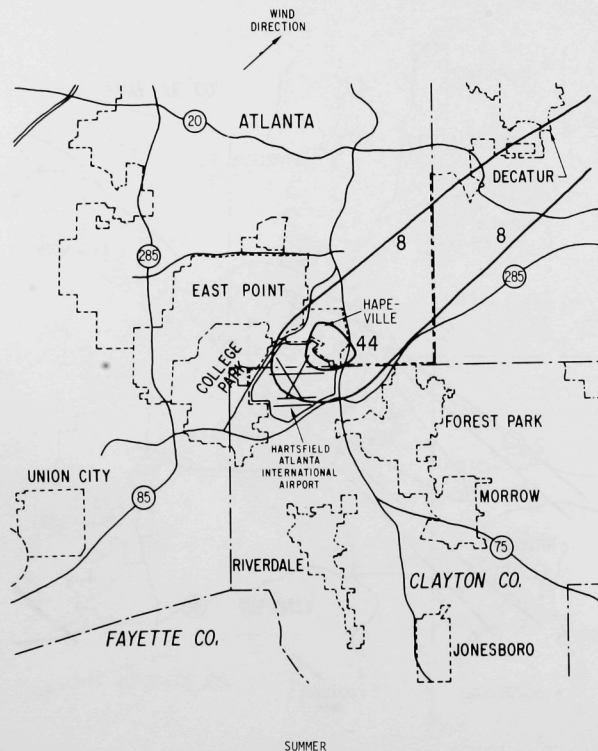 WIND
DIRECTION
20
ATLANTA
DECATUR
8
8
285
285
EAST POINT
HAPE-
VILLE
44
COLLEGE
PARK
FOREST PARK
HARTSFIELD
ATLANTA
INTERNATIONAL
AIRPORT
UNION CITY
85
MORROW
75
RIVERDALE
CLAYTON CO.
FAYETTE CO.
JONESBORO
SUMMER